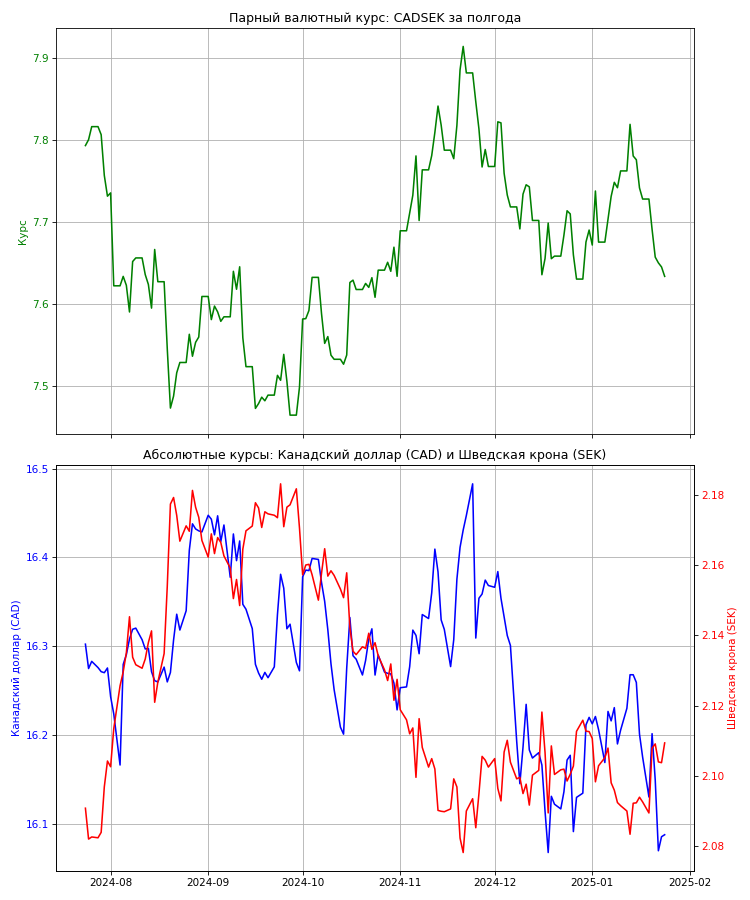 Парный валютный курс: CADSEK за полгода
7.9
7.8
7.7
7.6
7.5
Курс
Абсолютные курсы: Канадский доллар (CAD) и Шведская крона (SEK)
16.5
16.4
16.3
16.2
16.1
Канадский доллар (CAD)
2.18
2.16
2.14
2.12
2.10
2.08
Шведская крона (SEK)
2024-08 2024-09 2024-10 2024-11 2024-12 2025-01 2025-02